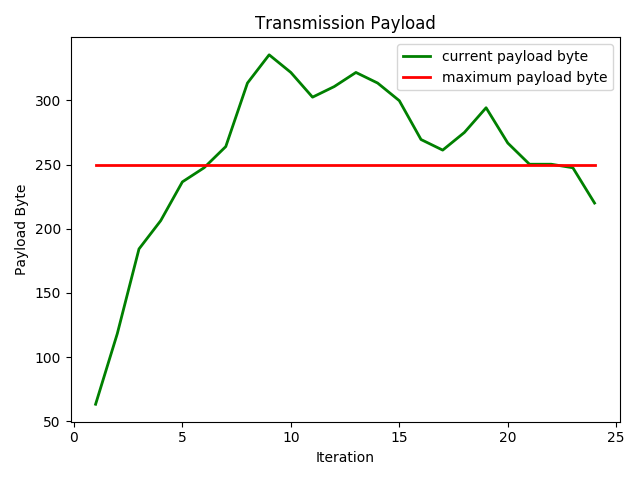 Transmission Payload
current payload byte
maximum payload byte
300
250
200
150
100
50
Payload Byte
0 5 10 15 20 25
Iteration